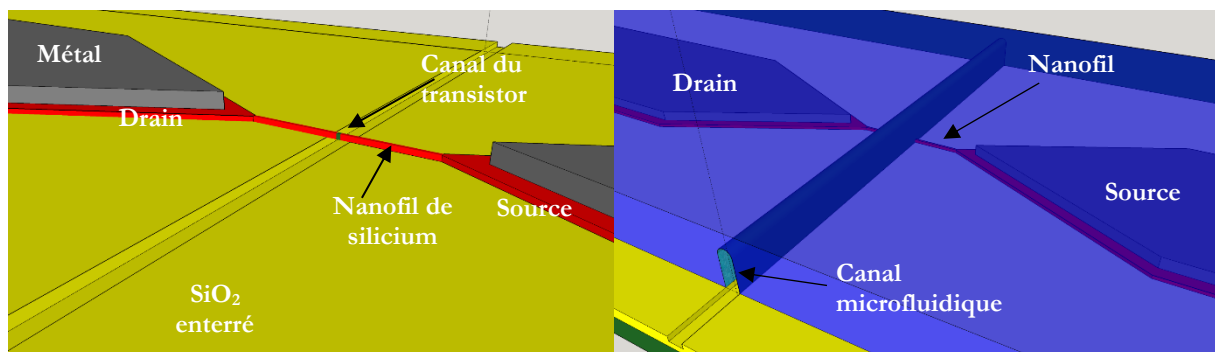 Métal
Canal du
transistor
Drain
Nanofil de
silicium
Source
SiO₂
enterré
Nanofil
Drain
Source
Canal
microfluidique